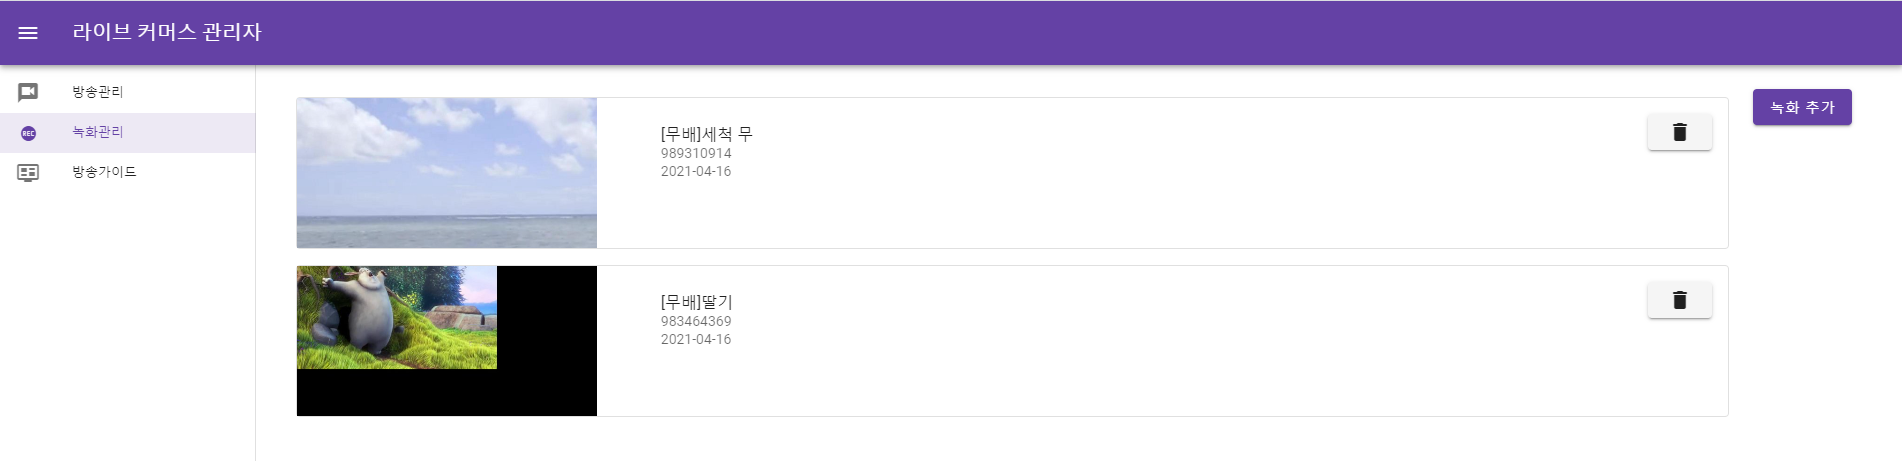 라이브 커머스 관리자
방송관리
REC 녹화관리
방송가이드
녹화 추가
[무배]세척 무
989310914
2021-04-16
[무배]딸기
983464369
2021-04-16